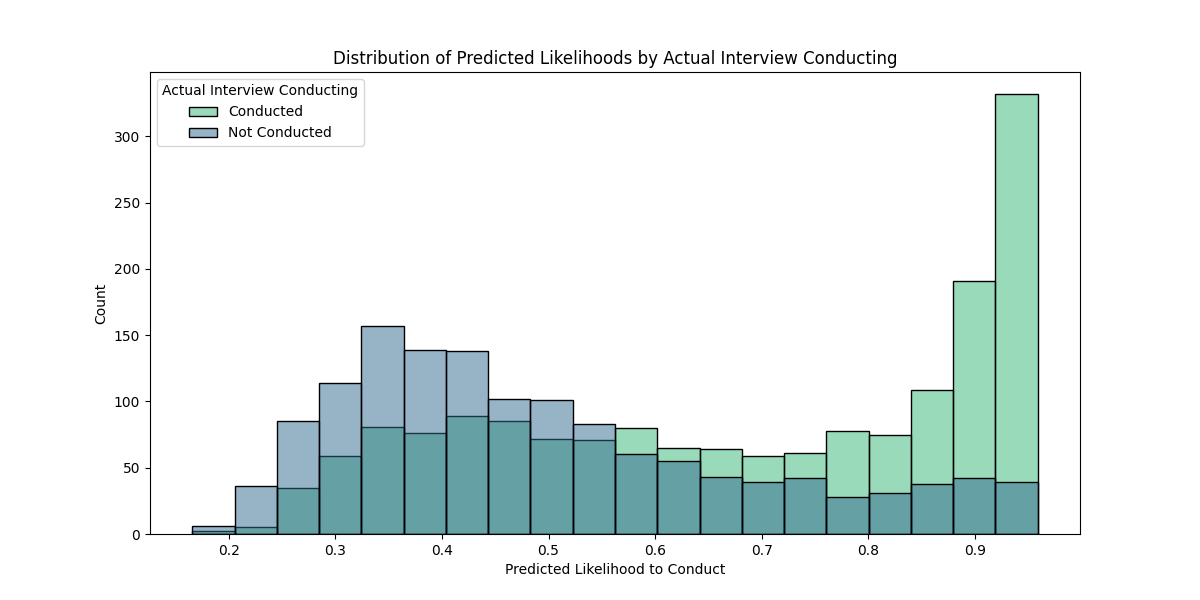 Distribution of Predicted Likelihoods by Actual Interview Conducting
Actual Interview Conducting
Conducted
Not Conducted
300
250
200
150
100
50
0
Count
0.2 0.3 0.4 0.5 0.6 0.7 0.8 0.9
Predicted Likelihood to Conduct